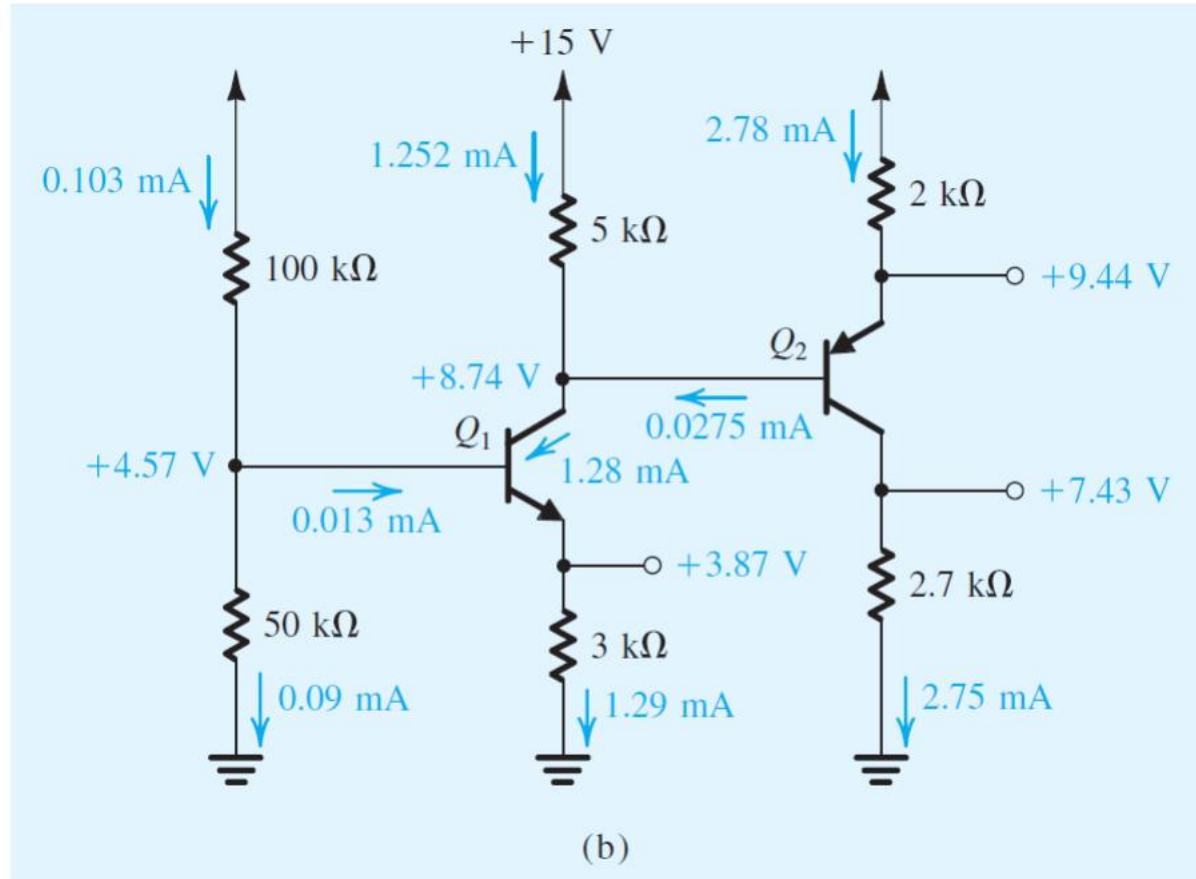 +15 V
2.78 mA
1.252 mA
0.103 mA
2 kΩ
5 kΩ
100 kΩ
+9.44 V
Q2
+8.74 V
0.0275 mA
Q1
+4.57 V
1.28 mA
+7.43 V
0.013 mA
+3.87 V
2.7 kΩ
50 kΩ
3 kΩ
0.09 mA
1.29 mA
2.75 mA
(b)